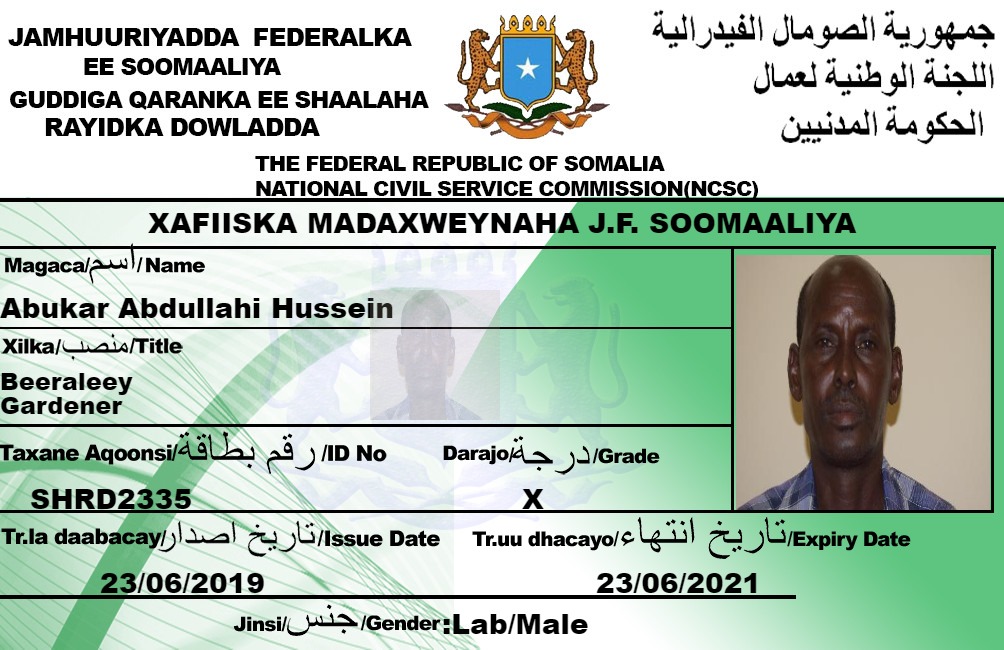 JAMHUURIYADDA FEDERALKA
EE SOOMAALIYA
GUDDIGA QARANKA EE SHAALAHA
RAYIDKA DOWLADDA
جمهورية الصومال الفيدرالية
اللجنة الوطنية لعمال
الحكومة المدنيين
THE FEDERAL REPUBLIC OF SOMALIA
NATIONAL CIVIL SERVICE COMMISSION(NCSC)
XAFIISKA MADAXWEYNAHA J.F. SOOMAALIYA
Magaca/اسم/Name
Abukar Abdullahi Hussein
Xilka/منصب/Title
Beeraleey
Gardener
Taxane Aqoonsi/رقم بطاقة/ID No
Darajo/درجة/Grade
SHRD2335
X
Tr.la daabacay/تاريخ اصدار/Issue Date
Tr.uu dhacayo/تاريخ انتهاء/Expiry Date
23/06/2019
23/06/2021
Jinsi/جنس/Gender:Lab/Male